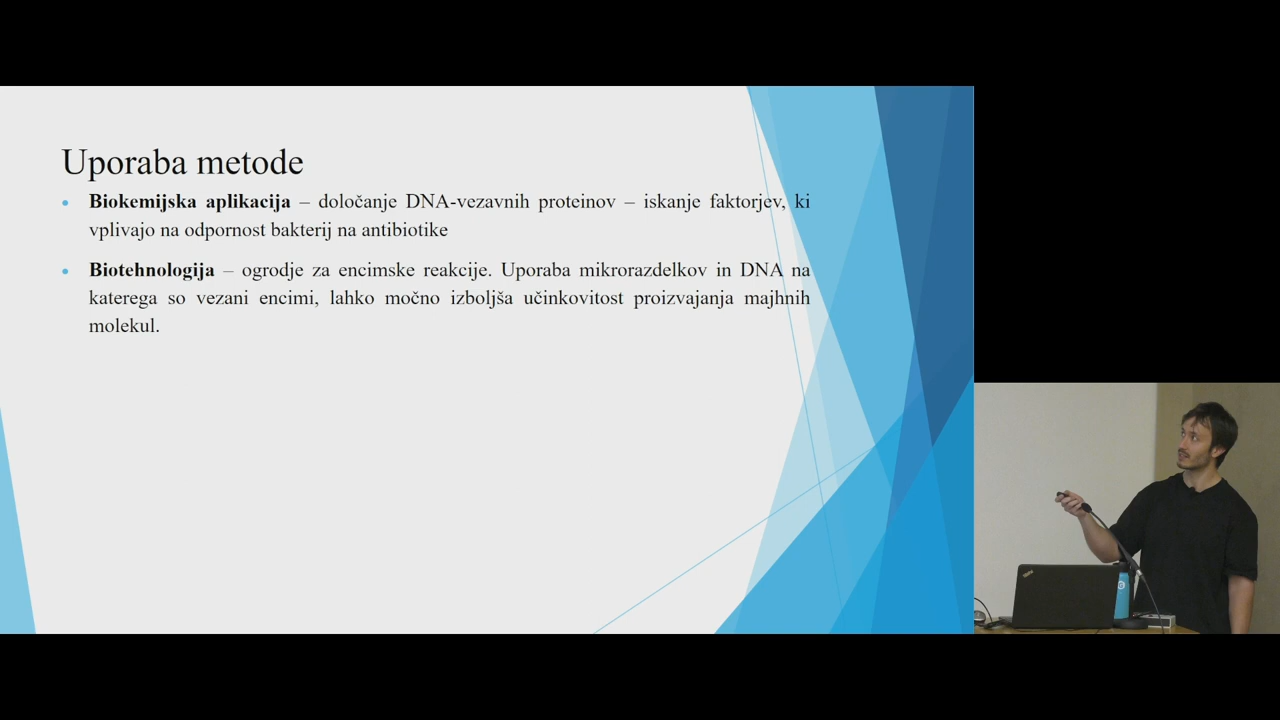 Uporaba metode
Biokemijska aplikacija – določanje DNA-vezavnih proteinov – iskanje faktorjev, ki
vplivajo na odpornost bakterij na antibiotike
Biotehnologija – ogrodje za encimske reakcije. Uporaba mikrorazdelkov in DNA na
katerega so vezani encimi, lahko močno izboljša učinkovitost proizvajanja majhnih
molekul.